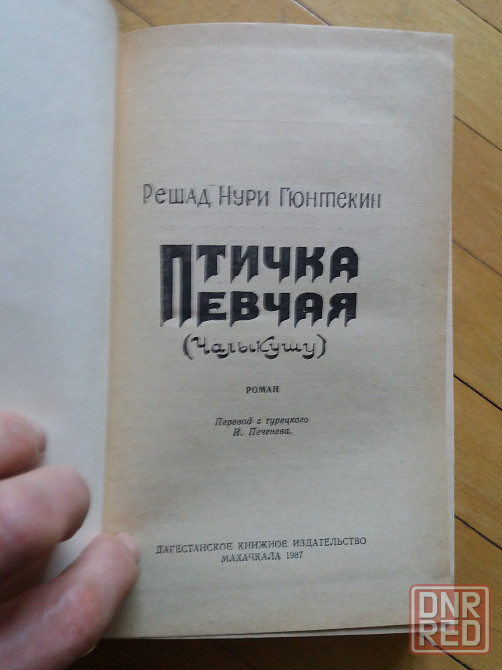 Решад Нури Гюнтекин
Птичка
Певчая
(Чалыкушу)
РОМАН
Перевод с турецкого
И. Печенева.
ДАГЕСТАНСКОЕ КНИЖНОЕ ИЗДАТЕЛЬСТВО
МАХАЧКАЛА 1987
DNR
RED